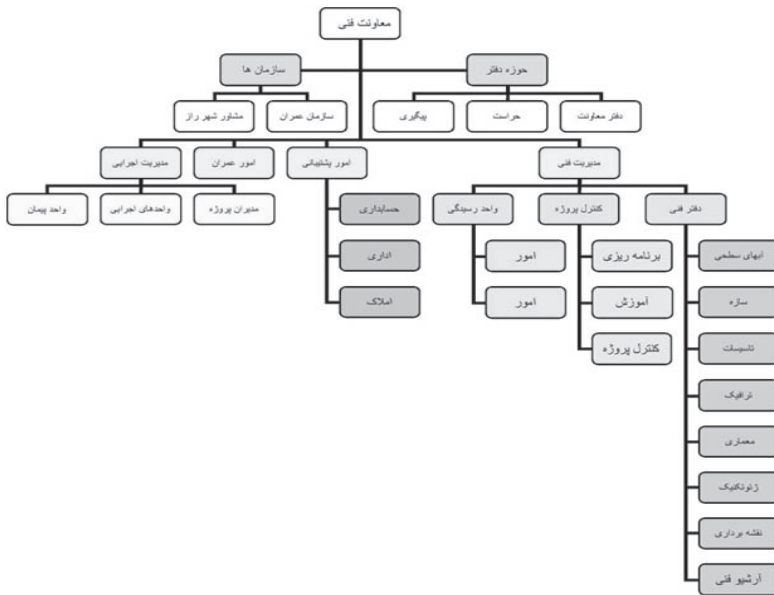 معاونت فنی
حوزه دفتر
سازمان ها
دفتر معاونت
حراست
پیگیری
سازمان عمران
مشاور شهر راز
مدیریت فنی
امور پشتیبانی
امور عمران
مدیریت اجرایی
دفتر فنی
کنترل پروژه
واحد رسیدگی
حسابداری
مدیران پروژه
واحدهای اجرایی
واحد پیمان
ابهای سطحی
برنامه ریزی
امور
اداری
سازه
آموزش
امور
املاک
تاسیسات
کنترل پروژه
ترافیک
معماری
ژئوتکنیک
نقشه برداری
آرشیو فنی